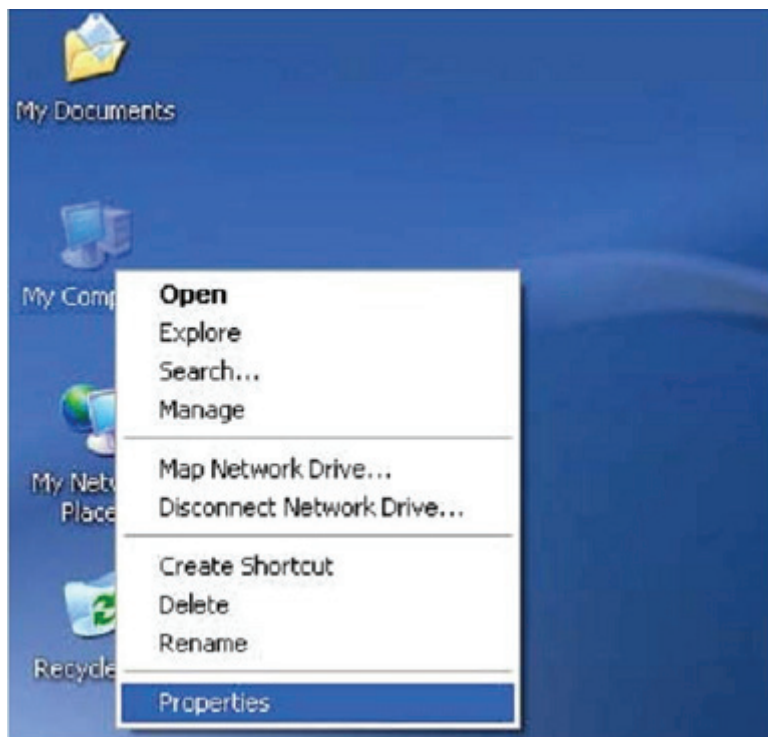 My Documents
My Comp
Open
Explore
Search...
Manage
Map Network Drive...
Disconnect Network Drive...
My Netw
Place
Create Shortcut
Delete
Rename
Recycle
Properties